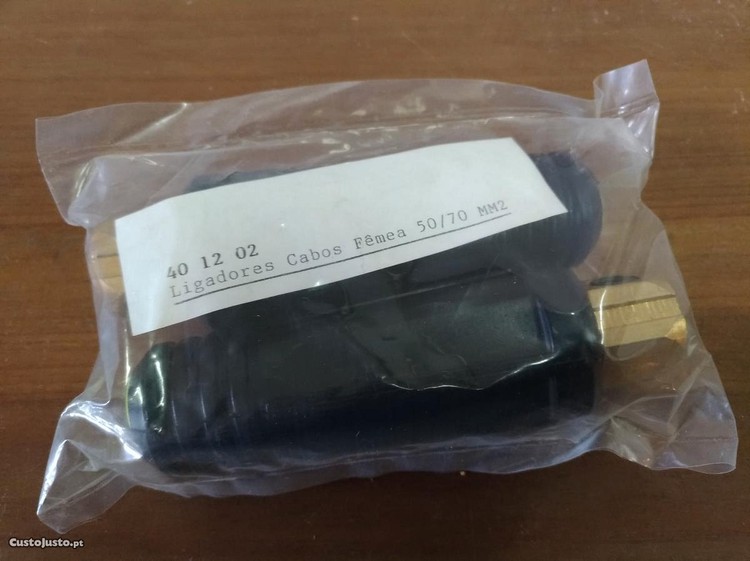 40 12 02
Ligadores Cabos Fêmea 50/70 MM2
CustoJusto.pt